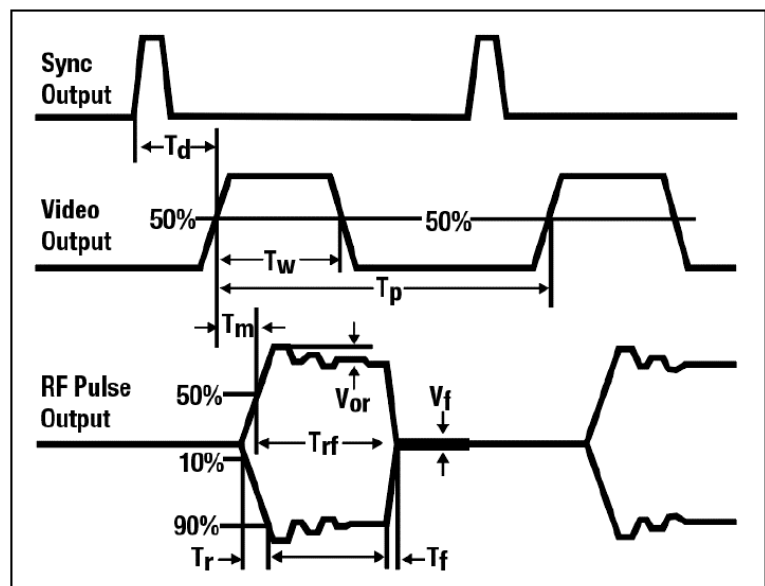 Sync
Output
Td
Video
Output
50%
50%
Tw
Tp
Tm
RF Pulse
Output
50%
Vor
Vf
Trf
10%
90%
Tr
Tf